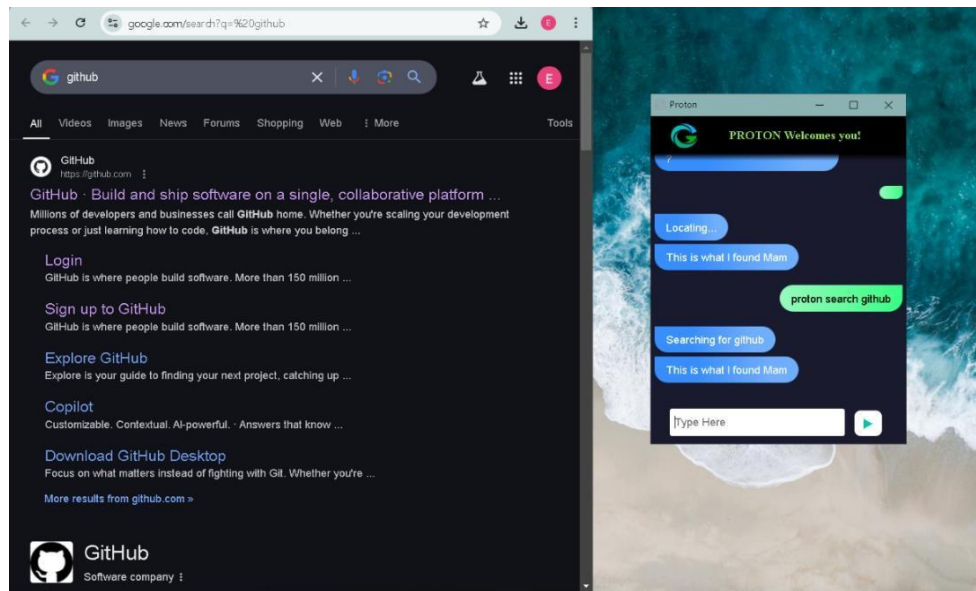 google.com/search?q=%20github
E
github
E
All Videos Images News Forums Shopping Web More Tools
GitHub
https://github.com
GitHub · Build and ship software on a single, collaborative platform ...
Millions of developers and businesses call GitHub home. Whether you're scaling your development
process or just learning how to code, GitHub is where you belong ...
Login
GitHub is where people build software. More than 150 million ...
Sign up to GitHub
GitHub is where people build software. More than 150 million ...
Explore GitHub
Explore is your guide to finding your next project, catching up ...
Copilot
Customizable. Contextual. AI-powerful. · Answers that know ...
Download GitHub Desktop
Focus on what matters instead of fighting with Git. Whether you're ...
More results from github.com »
GitHub
Software company
Proton
PROTON Welcomes you!
?
Locating...
This is what I found Mam
proton search github
Searching for github
This is what I found Mam
Type Here